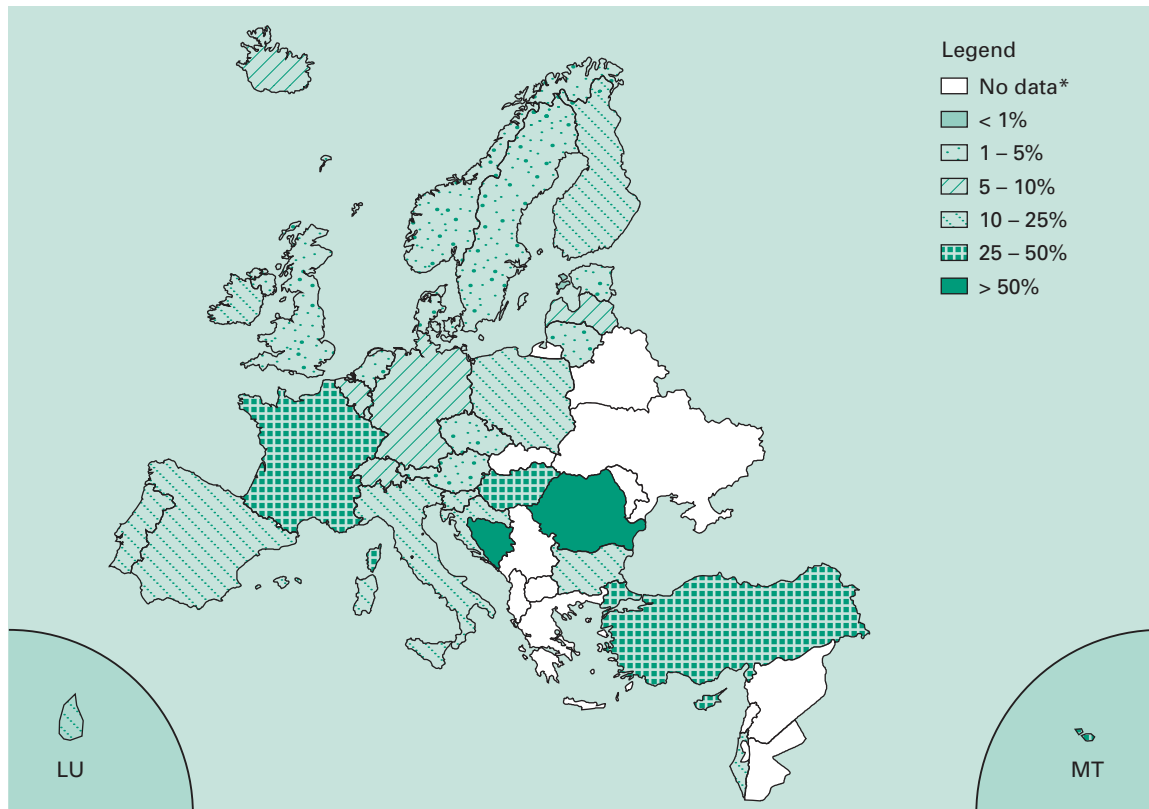 Legend
No data*
< 1%
1 – 5%
5 – 10%
10 – 25%
25 – 50%
> 50%
LU
MT